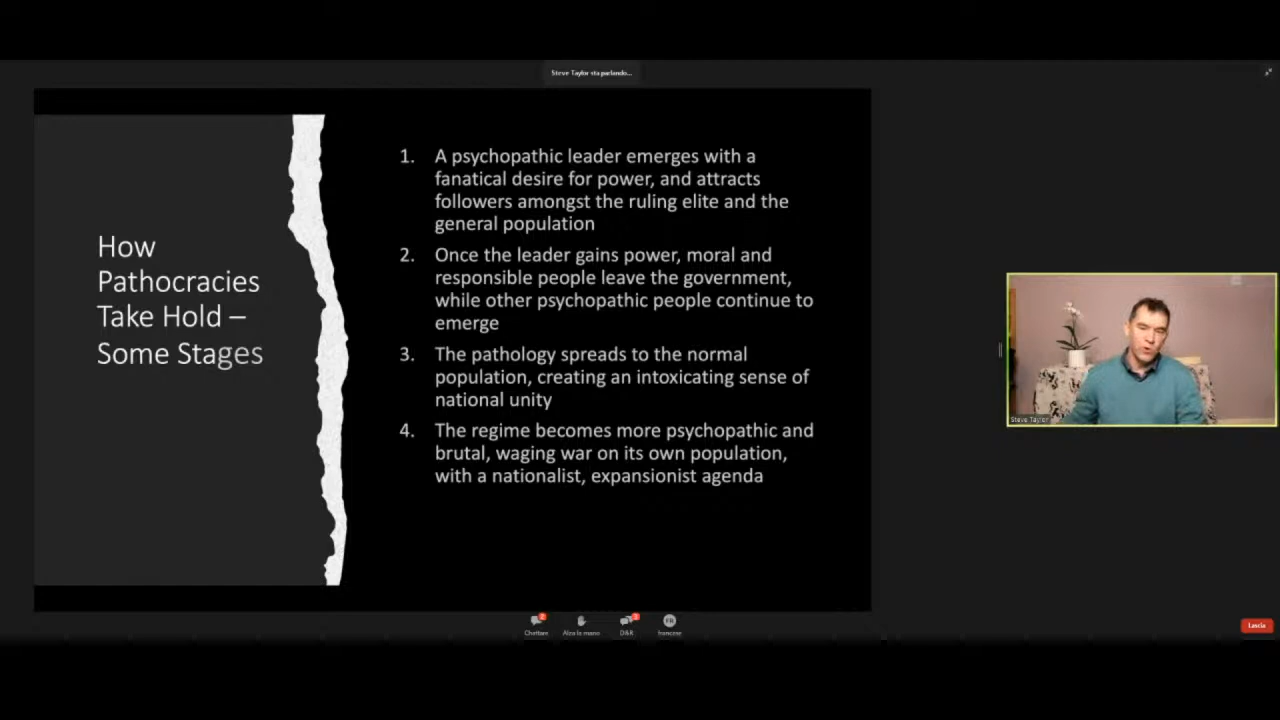 Steve Taylor sta parlando...
How
Pathocracies
Take Hold –
Some Stages
1. A psychopathic leader emerges with a
fanatical desire for power, and attracts
followers amongst the ruling elite and the
general population
2. Once the leader gains power, moral and
responsible people leave the government,
while other psychopathic people continue to
emerge
3. The pathology spreads to the normal
population, creating an intoxicating sense of
national unity
4. The regime becomes more psychopathic and
brutal, waging war on its own population,
with a nationalist, expansionist agenda
Steve Taylor
Chattare
Alza la mano
D&R
FR
francese
Lascia